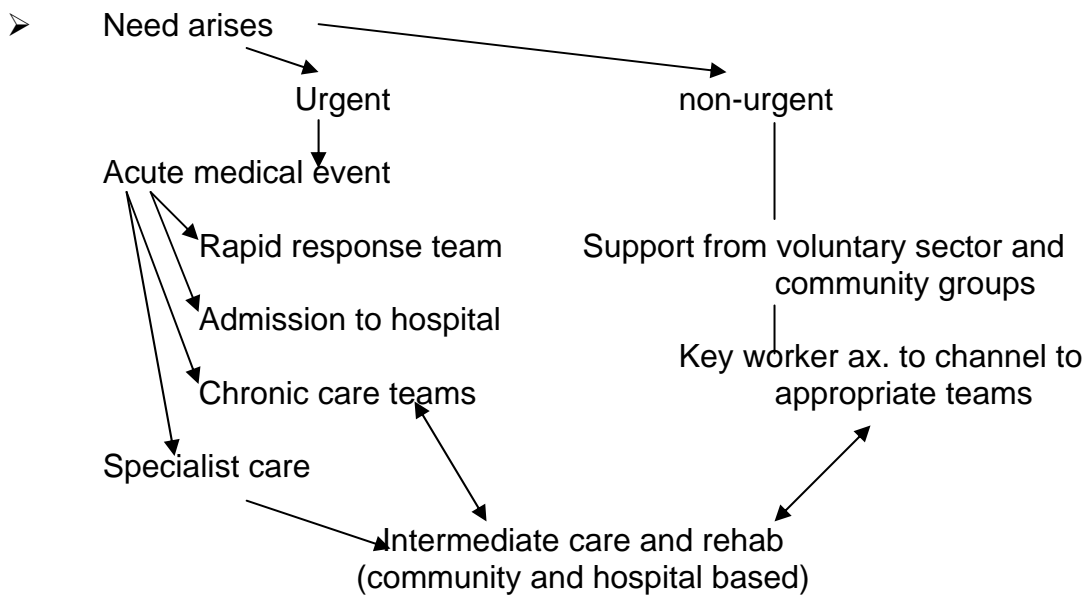 ➢ Need arises
Urgent
non-urgent
Acute medical event
Rapid response team
Support from voluntary sector and
community groups
Admission to hospital
Key worker ax. to channel to
appropriate teams
Chronic care teams
Specialist care
Intermediate care and rehab
(community and hospital based)